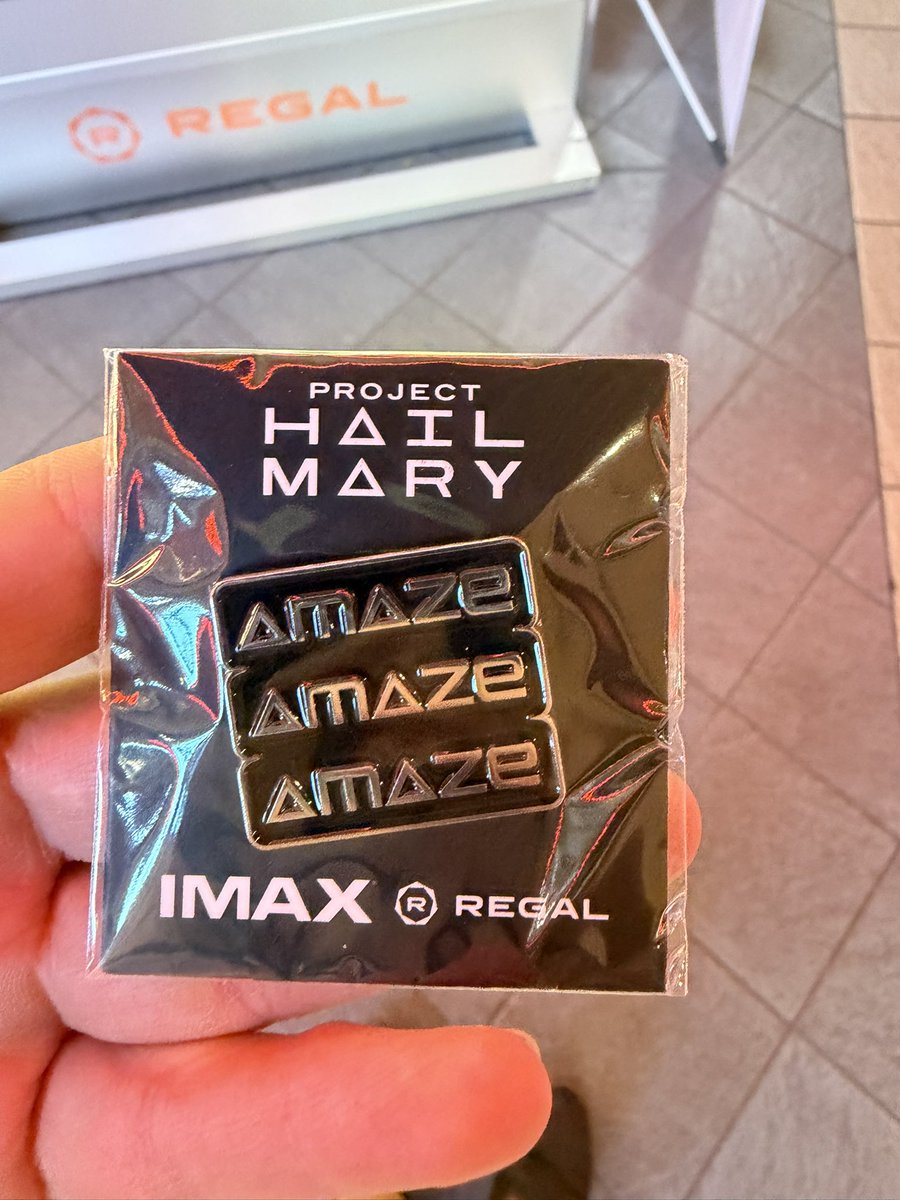 R REGAL
PROJECT
HAIL
MARY
amaze
amaze
amaze
IMAX R REGAL